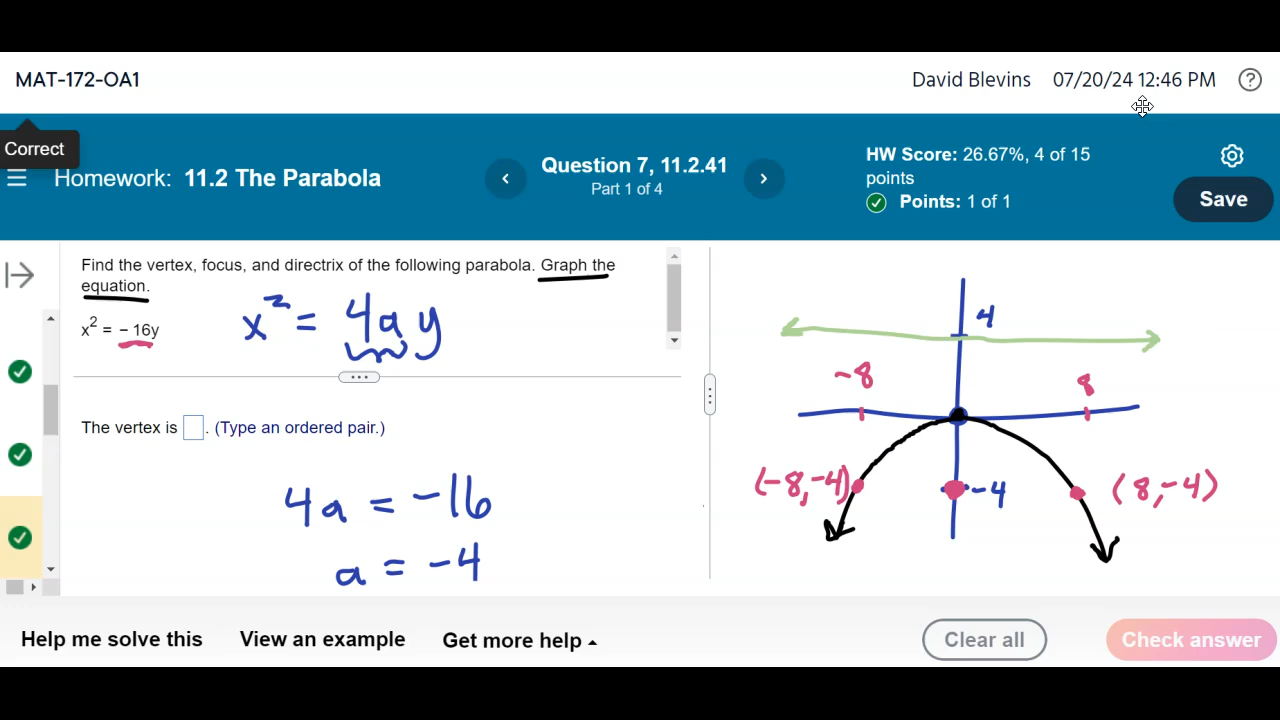 MAT-172-OA1
David Blevins 07/20/24 12:46 PM ?
Correct
Homework: 11.2 The Parabola
Question 7, 11.2.41
Part 1 of 4
HW Score: 26.67%, 4 of 15
points
Points: 1 of 1
Save
Find the vertex, focus, and directrix of the following parabola. Graph the
equation.
x² = − 16y
x² = 4ay
The vertex is . (Type an ordered pair.)
4a = -16
a = -4
4
-8
8
(-8,-4)
-4
(8,-4)
Help me solve this
View an example
Get more help
Clear all
Check answer